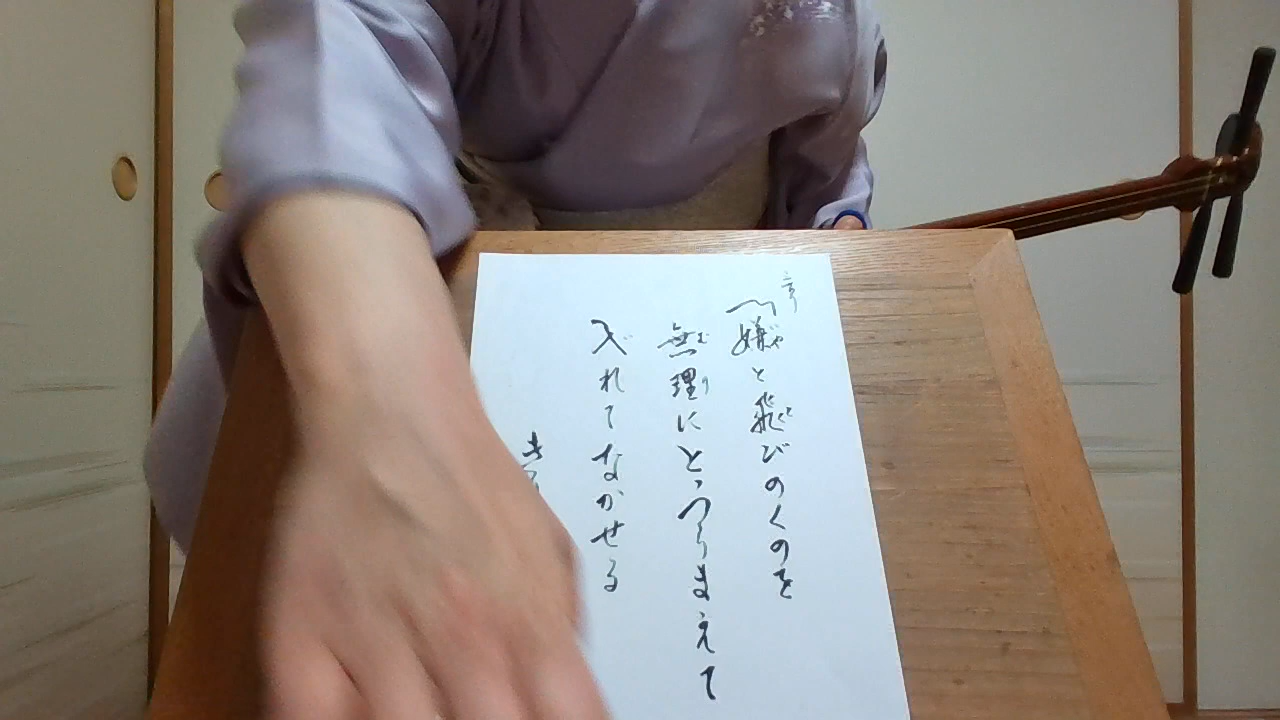 〽嫌と飛びのくのを
無理にとっつらまえて
入れてなかせる